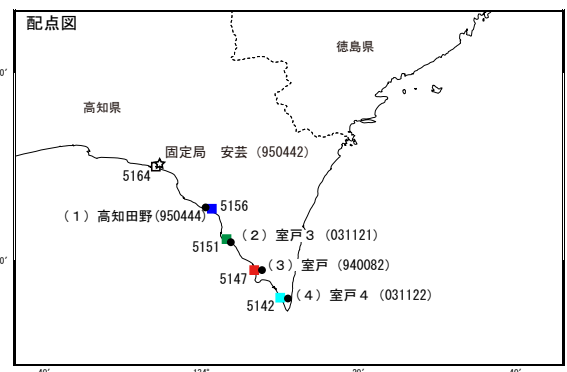 配点図
徳島県
高知県
固定局 安芸 (950442)
5164
5156
(1)高知田野(950444)
(2)室戸3 (031121)
5151
(3)室戸 (940082)
5147
(4)室戸4 (031122)
5142